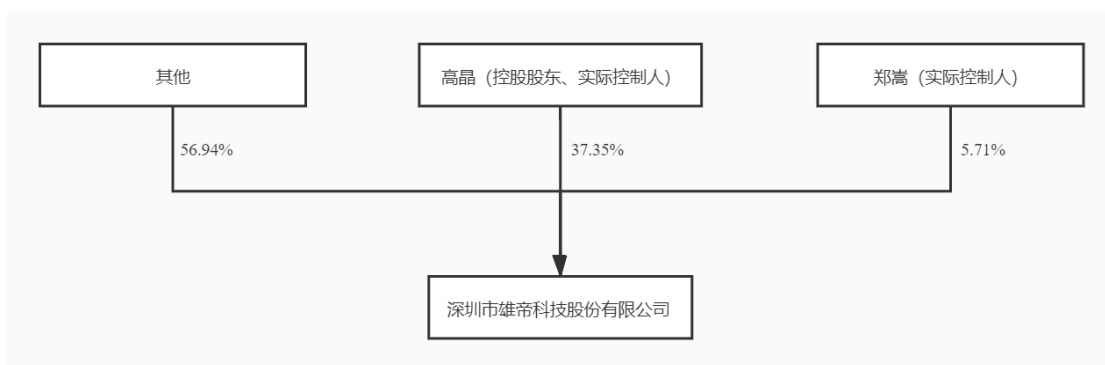 其他
高晶（控股股东、实际控制人）
郑嵩（实际控制人）
56.94%
37.35%
5.71%
深圳市雄帝科技股份有限公司